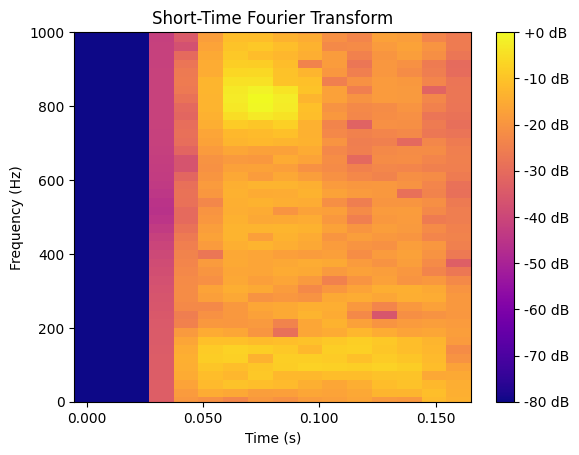 Short-Time Fourier Transform
1000
800
600
400
200
0
Frequency (Hz)
0.000
0.050
0.100
0.150
Time (s)
+0 dB
-10 dB
-20 dB
-30 dB
-40 dB
-50 dB
-60 dB
-70 dB
-80 dB